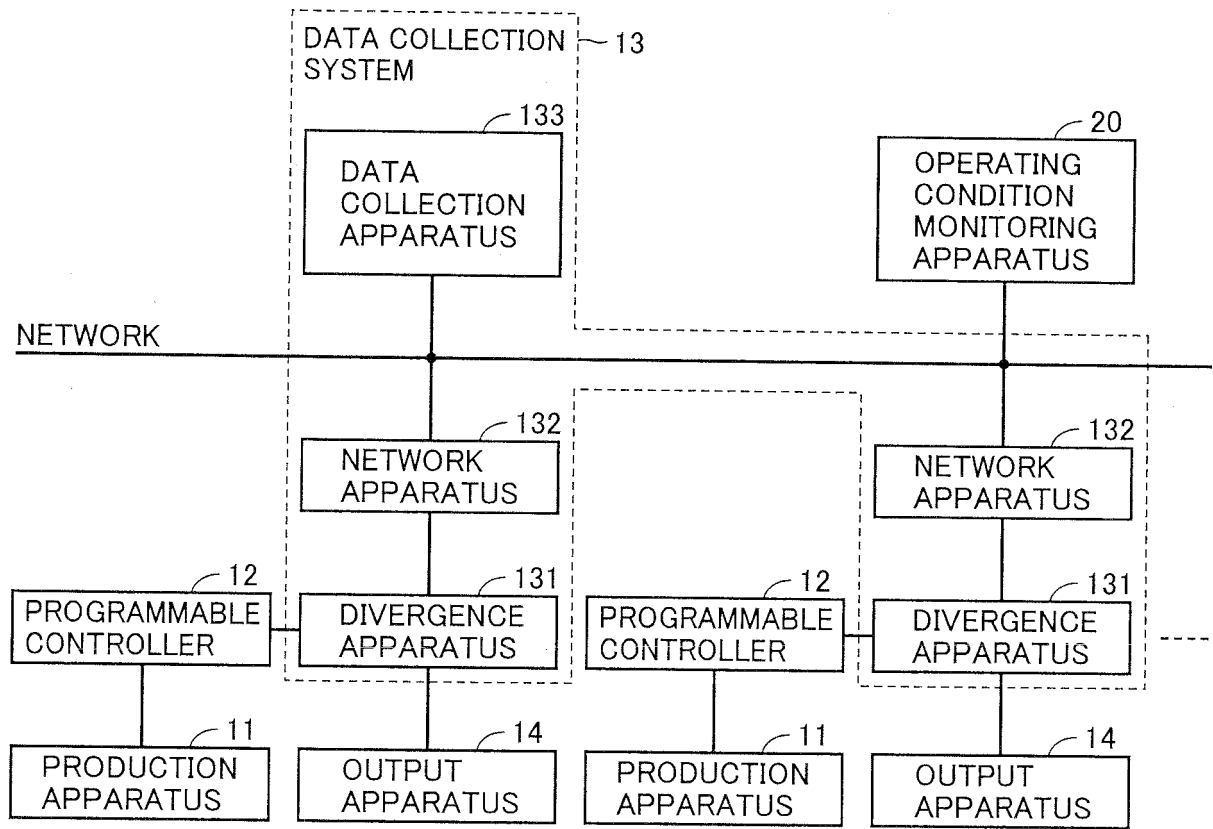 DATA COLLECTION
SYSTEM
13
133
DATA
COLLECTION
APPARATUS
20
OPERATING
CONDITION
MONITORING
APPARATUS
NETWORK
132
NETWORK
APPARATUS
132
NETWORK
APPARATUS
12
PROGRAMMABLE
CONTROLLER
131
DIVERGENCE
APPARATUS
12
PROGRAMMABLE
CONTROLLER
131
DIVERGENCE
APPARATUS
11
PRODUCTION
APPARATUS
14
OUTPUT
APPARATUS
11
PRODUCTION
APPARATUS
14
OUTPUT
APPARATUS